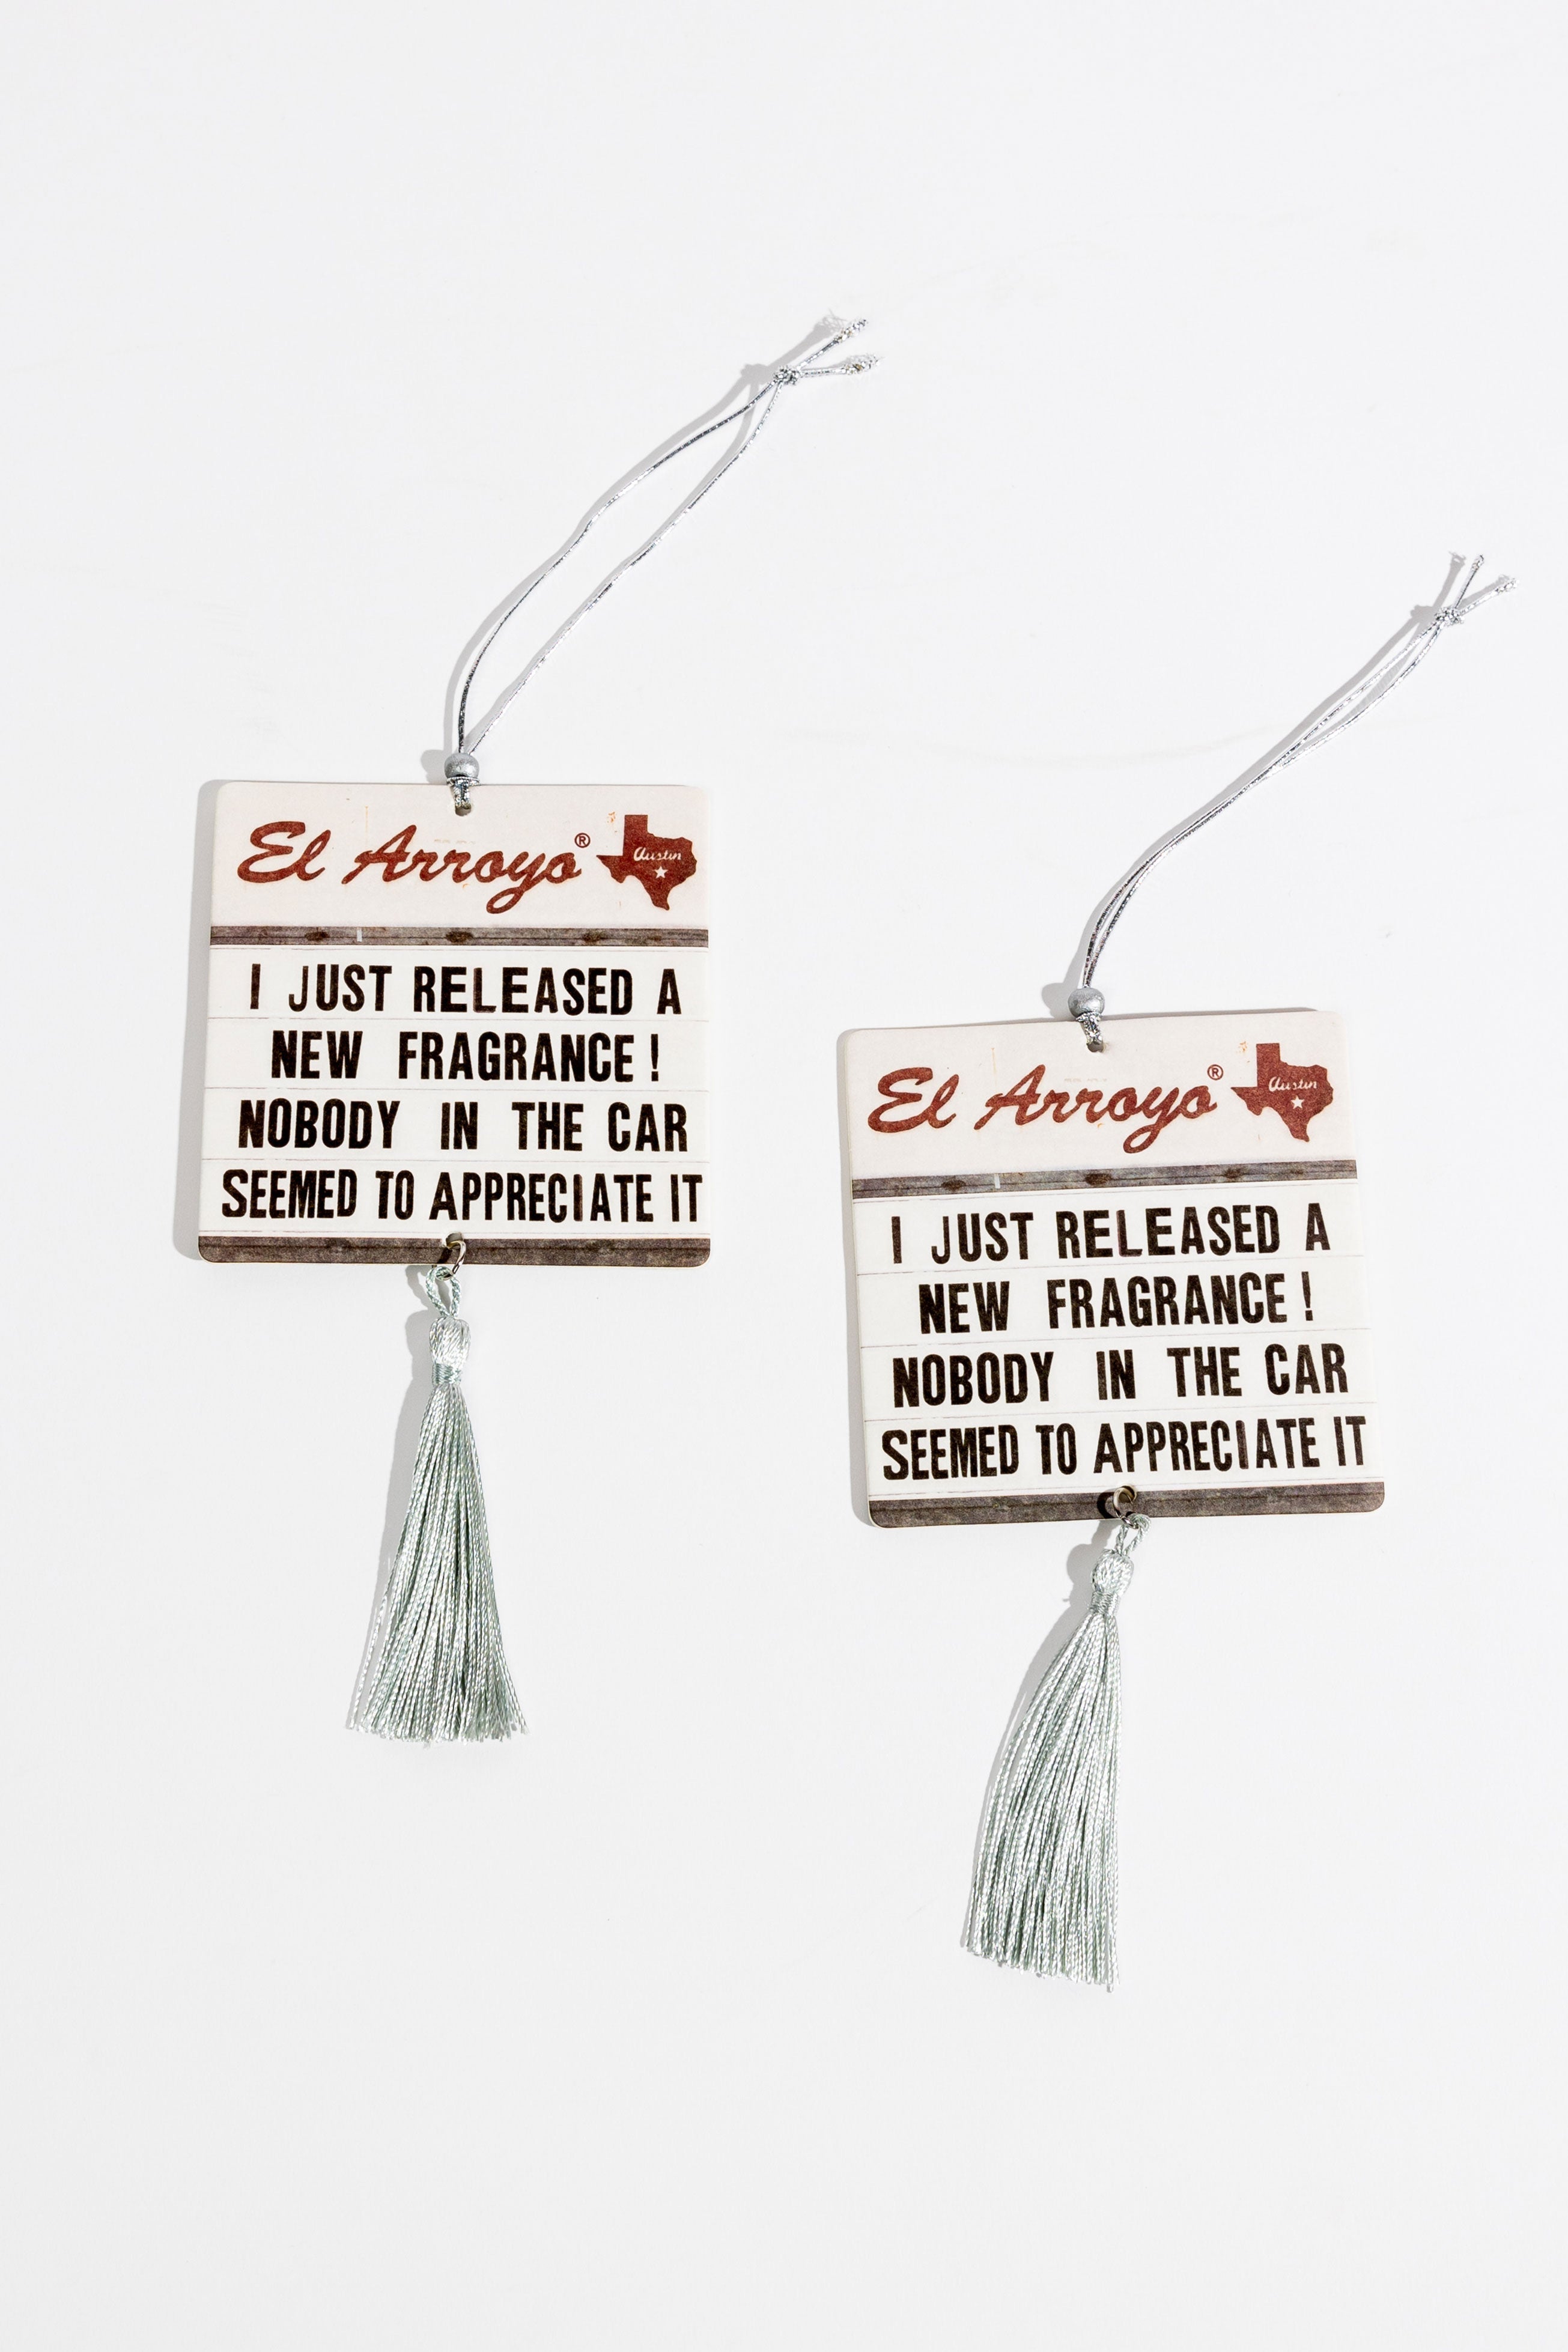 El Arroyo® Austin
I JUST RELEASED A
NEW FRAGRANCE!
NOBODY IN THE CAR
SEEMED TO APPRECIATE IT
El Arroyo® Austin
I JUST RELEASED A
NEW FRAGRANCE!
NOBODY IN THE CAR
SEEMED TO APPRECIATE IT